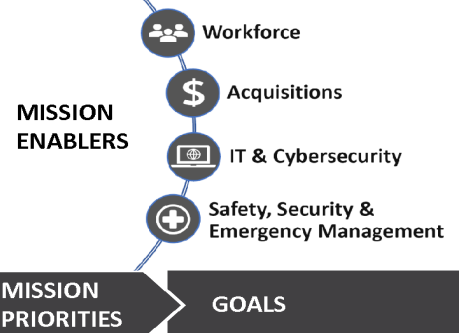 Workforce
Acquisitions
MISSION
ENABLERS
IT & Cybersecurity
Safety, Security &
Emergency Management
MISSION
PRIORITIES
GOALS